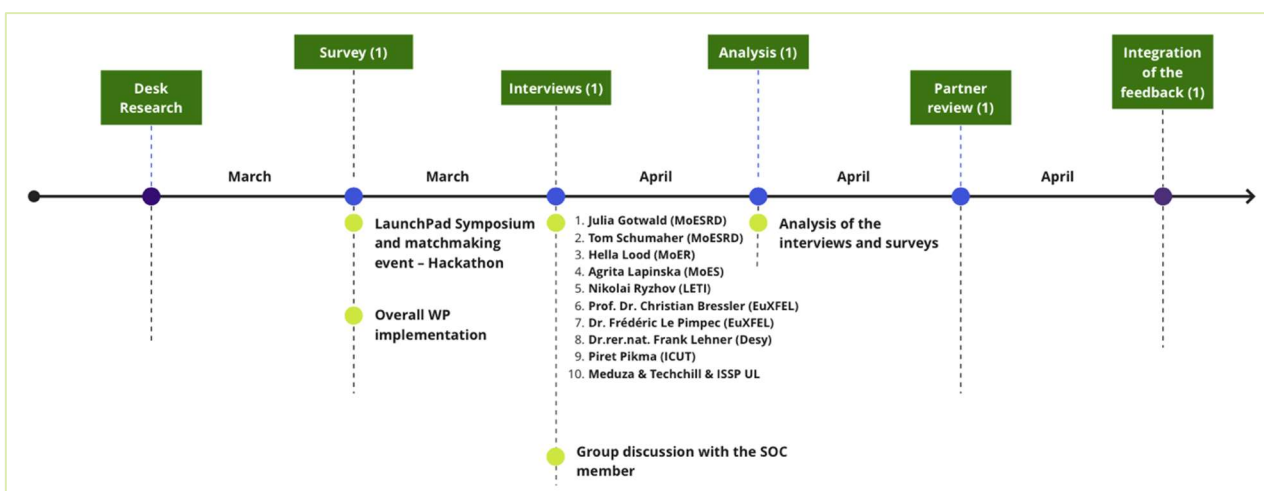 Survey (1)
Analysis (1)
Integration
of the
feedback (1)
Desk
Research
Interviews (1)
Partner
review (1)
March
March
April
April
April
LaunchPad Symposium
and matchmaking
event – Hackathon
Overall WP
implementation
1. Julia Gotwald (MoESRD)
2. Tom Schumaher (MoESRD)
3. Hella Lood (MoER)
4. Agrita Lapinska (MoES)
5. Nikolai Ryzhov (LETI)
6. Prof. Dr. Christian Bressler (EuXFEL)
7. Dr. Frédéric Le Pimpec (EuXFEL)
8. Dr.rer.nat. Frank Lehner (Desy)
9. Piret Pikma (ICUT)
10. Meduza & Techchill & ISSP UL
Analysis of the
interviews and surveys
Group discussion with the SOC
member